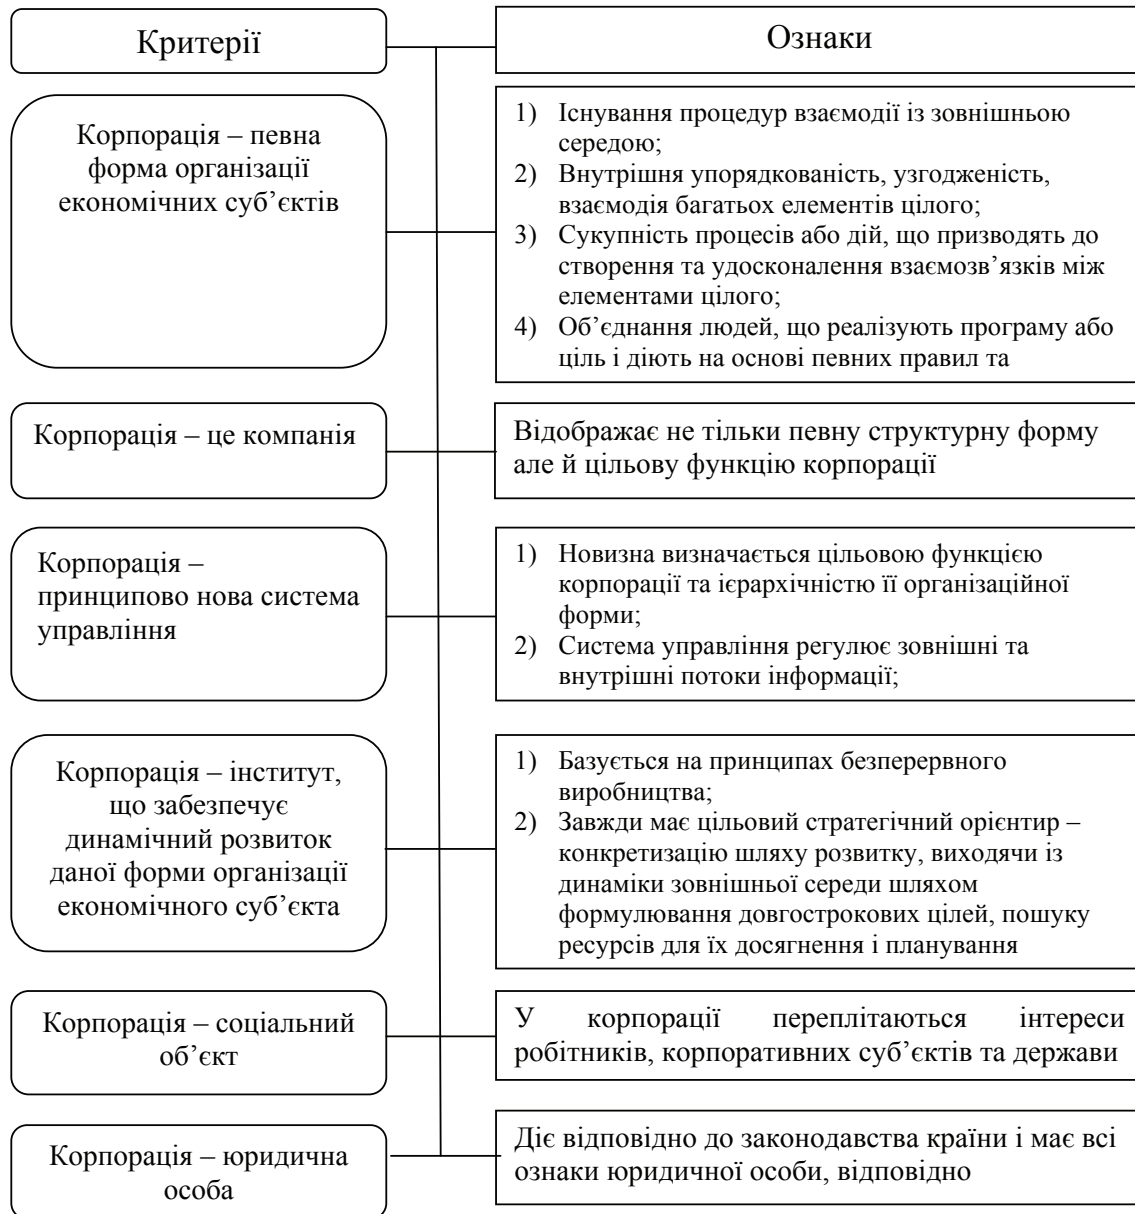 Критерії
Ознаки
Корпорація – певна
форма організації
економічних суб’єктів
1) Існування процедур взаємодії із зовнішньою
середою;
2) Внутрішня упорядкованість, узгодженість,
взаємодія багатьох елементів цілого;
3) Сукупність процесів або дій, що призводять до
створення та удосконалення взаємозв’язків між
елементами цілого;
4) Об’єднання людей, що реалізують програму або
ціль і діють на основі певних правил та
Корпорація – це компанія
Відображає не тільки певну структурну форму
але й цільову функцію корпорації
Корпорація –
принципово нова система
управління
1) Новизна визначається цільовою функцією
корпорації та ієрархічністю її організаційної
форми;
2) Система управління регулює зовнішні та
внутрішні потоки інформації;
Корпорація – інститут,
що забезпечує
динамічний розвиток
даної форми організації
економічного суб’єкта
1) Базується на принципах безперервного
виробництва;
2) Завжди має цільовий стратегічний орієнтир –
конкретизацію шляху розвитку, виходячи із
динаміки зовнішньої середи шляхом
формулювання довгострокових цілей, пошуку
ресурсів для їх досягнення і планування
Корпорація – соціальний
об’єкт
У корпорації переплітаються інтереси
робітників, корпоративних суб’єктів та держави
Корпорація – юридична
особа
Діє відповідно до законодавства країни і має всі
ознаки юридичної особи, відповідно